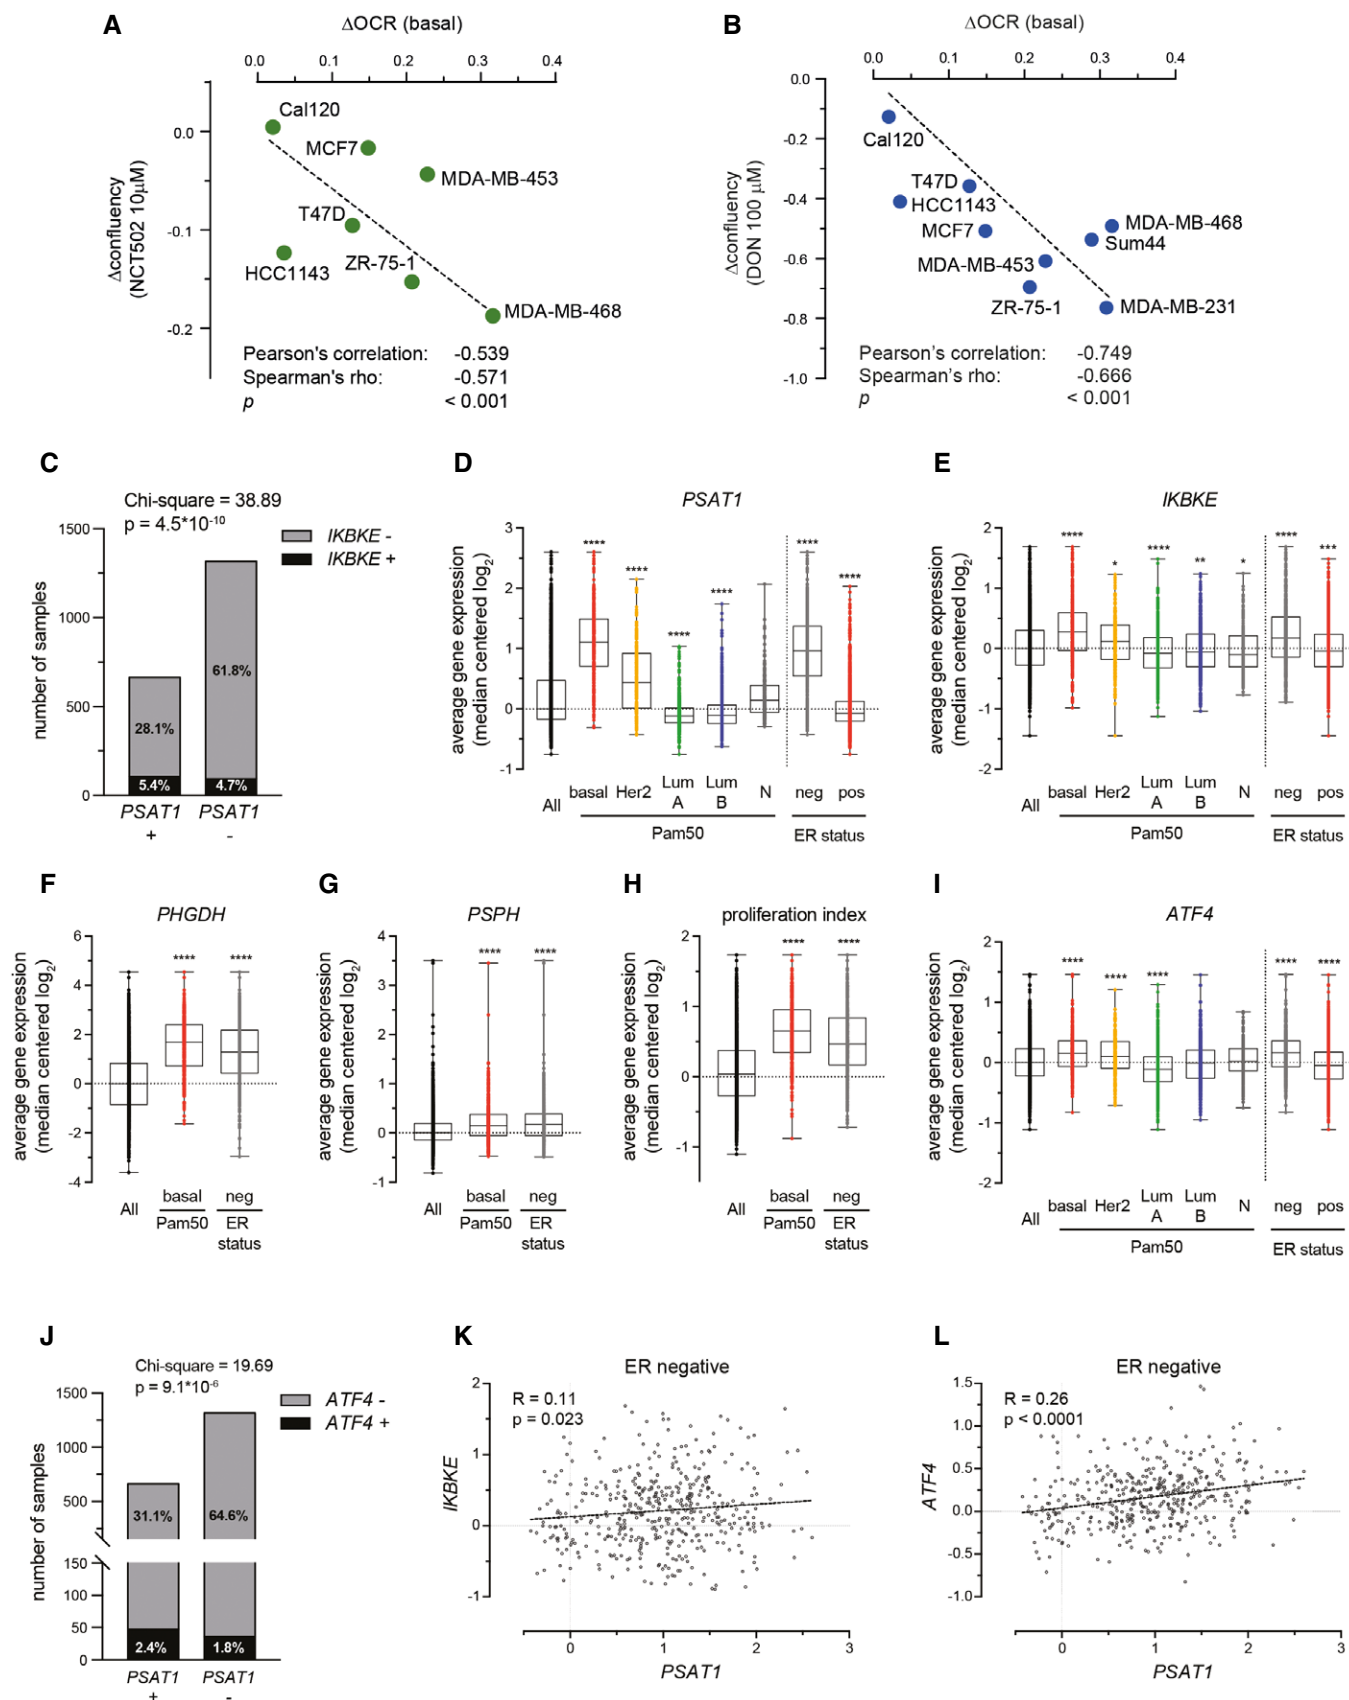 A
ΔOCR (basal)
0.0 0.1 0.2 0.3 0.4
0.0
-0.1
-0.2
Δconfluency
(NCT502 10μM)
Cal120
MCF7
MDA-MB-453
T47D
HCC1143
ZR-75-1
MDA-MB-468
Pearson's correlation: -0.539
Spearman's rho: -0.571
p < 0.001
B
ΔOCR (basal)
0.0 0.1 0.2 0.3 0.4
0.0
-0.2
-0.4
-0.6
-0.8
-1.0
Δconfluency
(DON 100 μM)
Cal120
T47D
HCC1143
MCF7
MDA-MB-468
Sum44
MDA-MB-453
ZR-75-1
MDA-MB-231
Pearson's correlation: -0.749
Spearman's rho: -0.666
p < 0.001
C
Chi-square = 38.89
p = 4.5*10-10
IKBKE -
IKBKE +
number of samples
1500
1000
500
0
28.1%
5.4%
61.8%
4.7%
PSAT1 PSAT1
+ -
D
PSAT1
average gene expression
(median centered log2)
3
2
1
0
-1
**** **** **** **** **** ****
All basal Her2 Lum A Lum B N neg pos
Pam50 ER status
E
IKBKE
average gene expression
(median centered log2)
2
1
0
-1
-2
**** * **** ** * **** ***
All basal Her2 Lum A Lum B N neg pos
Pam50 ER status
F
PHGDH
average gene expression
(median centered log2)
6
4
2
0
-2
-4
**** ****
All basal neg
Pam50 ER
status
G
PSPH
average gene expression
(median centered log2)
4
3
2
1
0
-1
**** ****
All basal neg
Pam50 ER
status
H
proliferation index
average gene expression
(median centered log2)
2
1
0
-1
**** ****
All basal neg
Pam50 ER
status
I
ATF4
average gene expression
(median centered log2)
2
1
0
-1
-2
**** **** **** **** ****
All basal Her2 Lum A Lum B N neg pos
Pam50 ER status
J
Chi-square = 19.69
p = 9.1*10-6
ATF4 -
ATF4 +
number of samples
1500
1000
500
150
100
50
0
31.1%
64.6%
2.4%
1.8%
PSAT1 PSAT1
+ -
K
ER negative
R = 0.11
p = 0.023
IKBKE
2
1
0
-1
0 1 2 3
PSAT1
L
ER negative
R = 0.26
p < 0.0001
ATF4
1.5
1.0
0.5
0.0
-0.5
-1.0
0 1 2 3
PSAT1